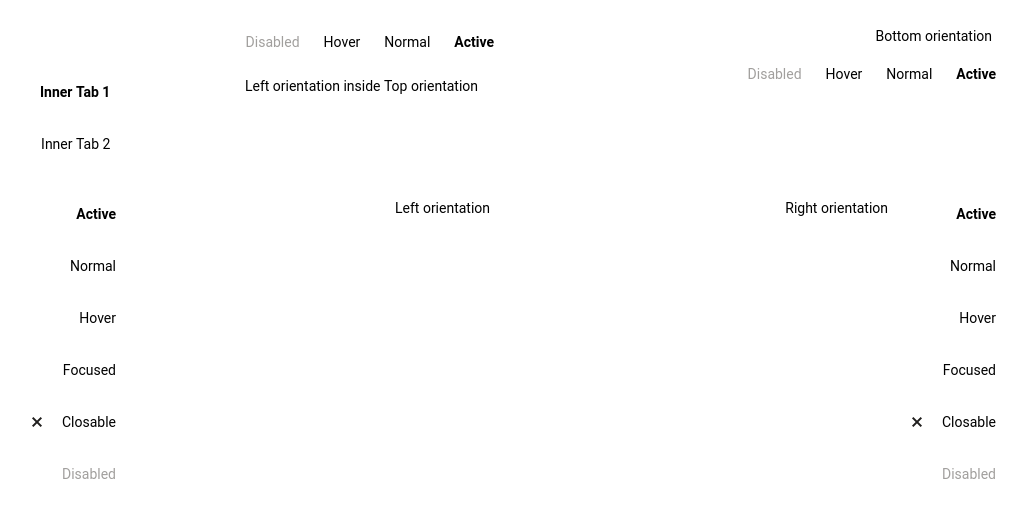 Disabled Hover Normal Active
Bottom orientation
Disabled Hover Normal Active
Left orientation inside Top orientation
Inner Tab 1
Inner Tab 2
Active
Normal
Hover
Focused
Closable
Disabled
Left orientation
Right orientation
Active
Normal
Hover
Focused
Closable
Disabled